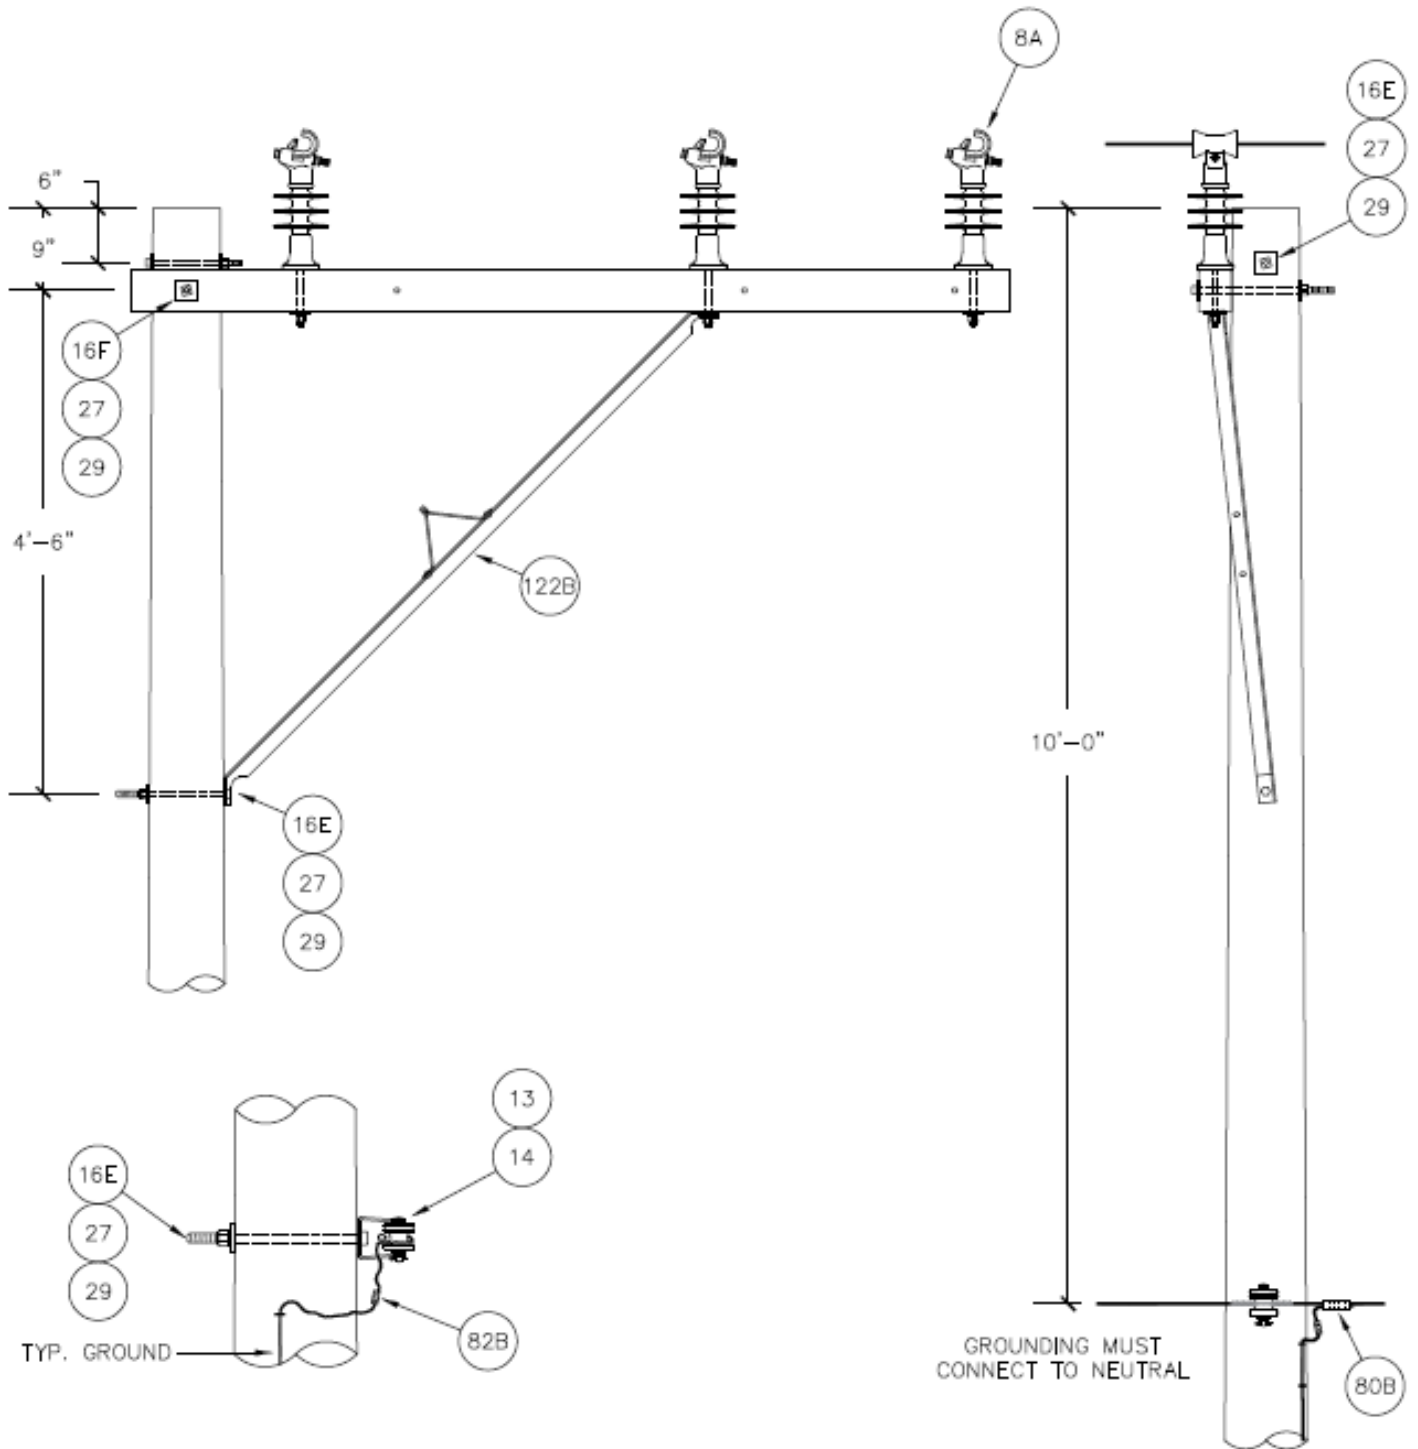 8A
16E
27
29
6"
9"
16F
27
29
4'-6"
122B
10'-0"
16E
27
29
13
14
16E
27
29
82B
TYP. GROUND
GROUNDING MUST
CONNECT TO NEUTRAL
80B